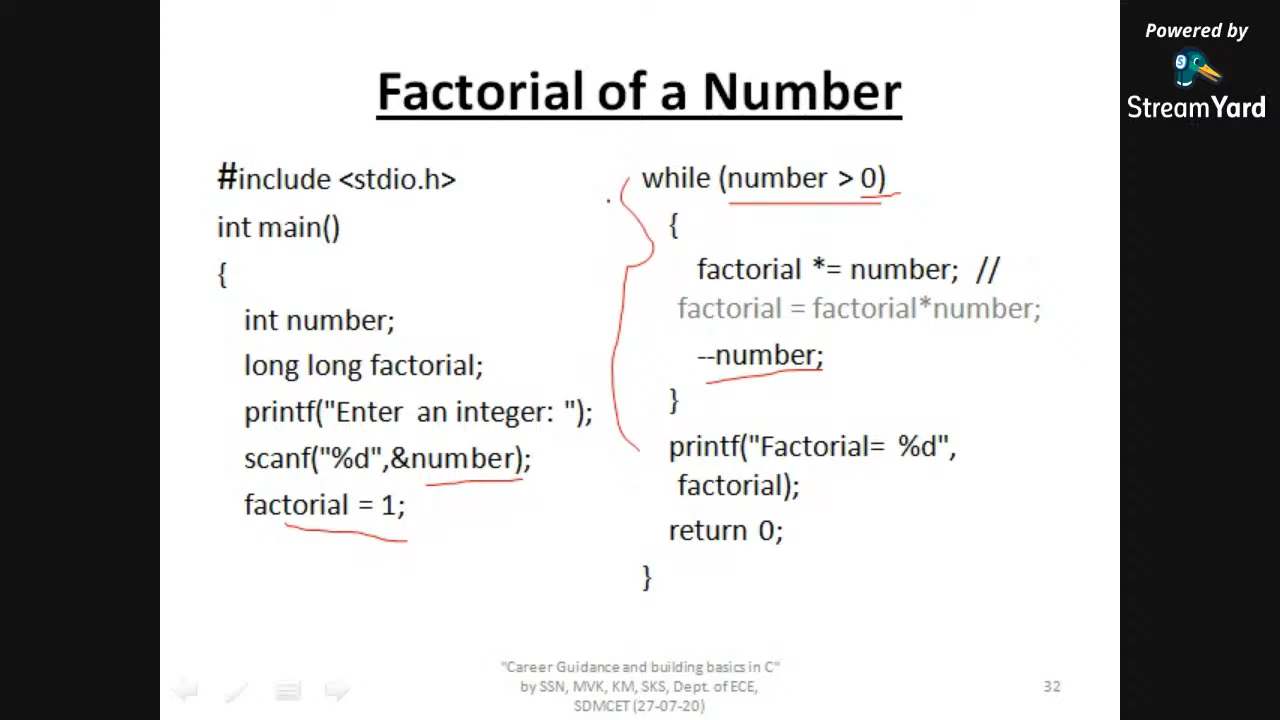 Powered by
StreamYard
Factorial of a Number
#include <stdio.h>
int main()
{
int number;
long long factorial;
printf("Enter an integer: ");
scanf("%d",&number);
factorial = 1;
while (number > 0)
{
factorial *= number; //
factorial = factorial*number;
--number;
}
printf("Factorial= %d",
factorial);
return 0;
}
"Career Guidance and building basics in C"
by SSN, MVK, KM, SKS, Dept. of ECE,
SDMCET (27-07-20)
32